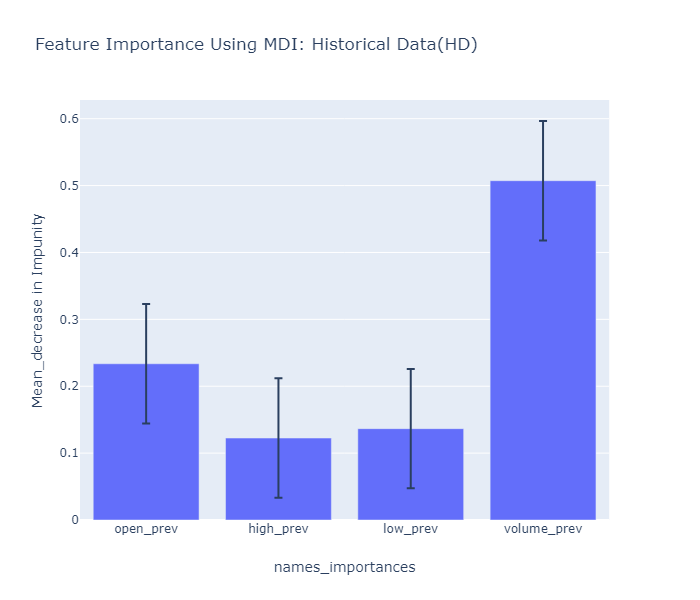 Feature Importance Using MDI: Historical Data(HD)
Mean_decrease in Impunity
0.6
0.5
0.4
0.3
0.2
0.1
0
open_prev high_prev low_prev volume_prev
names_importances